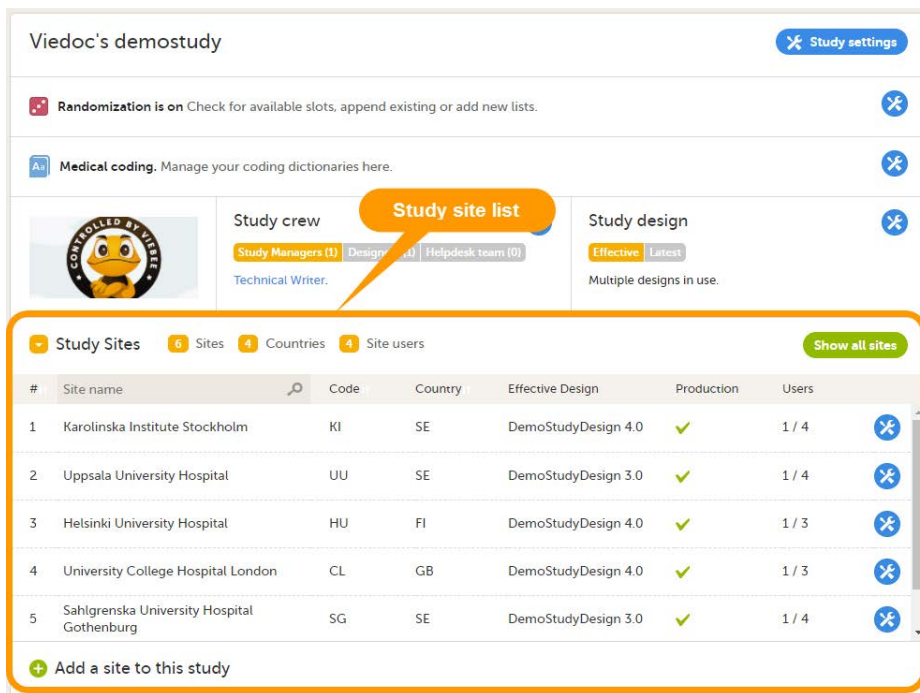 Viedoc's demostudy
Study settings
Randomization is on Check for available slots, append existing or add new lists.
Aa
Medical coding. Manage your coding dictionaries here.
CONTROLLED BY VIEBEE
Study crew
Study Managers (1) Designers (1) Helpdesk team (0)
Technical Writer.
Study site list
Study design
Effective Latest
Multiple designs in use.
Study Sites 6 Sites 4 Countries 4 Site users
Show all sites
# Site name Code Country Effective Design Production Users
1 Karolinska Institute Stockholm KI SE DemoStudyDesign 4.0 1 / 4
2 Uppsala University Hospital UU SE DemoStudyDesign 3.0 1 / 4
3 Helsinki University Hospital HU FI DemoStudyDesign 4.0 1 / 3
4 University College Hospital London CL GB DemoStudyDesign 4.0 1 / 3
5 Sahlgrenska University Hospital
Gothenburg SG SE DemoStudyDesign 3.0 1 / 4
Add a site to this study